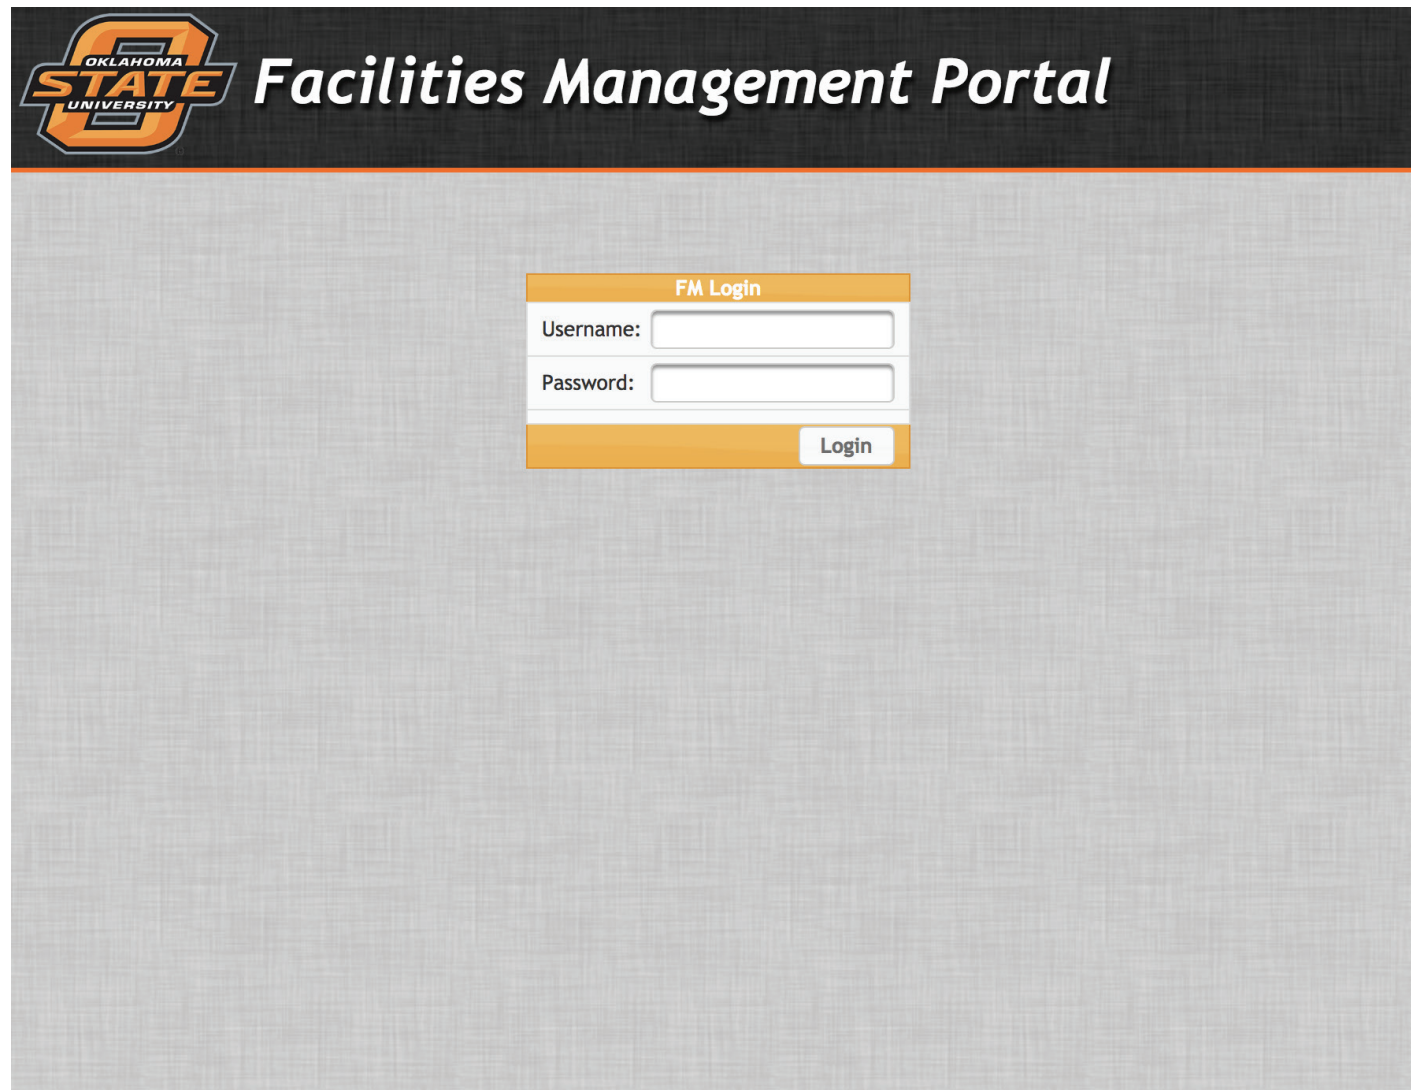 OKLAHOMA
STATE
UNIVERSITY
Facilities Management Portal
FM Login
Username:
Password:
Login